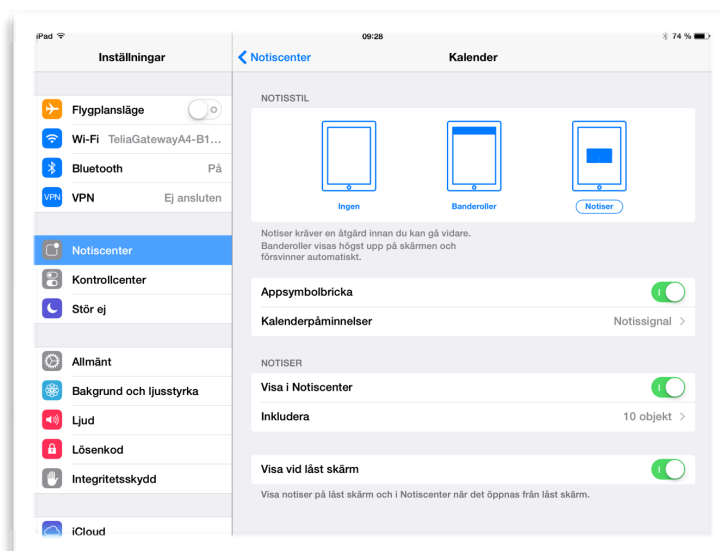 iPad 09:28 74 %
Inställningar
Flygplansläge
Wi-Fi TeliaGatewayA4-B1...
Bluetooth På
VPN VPN Ej ansluten
Notiscenter
Kontrollcenter
Stör ej
Allmänt
Bakgrund och ljusstyrka
Ljud
Lösenkod
Integritetsskydd
iCloud
Notiscenter Kalender
NOTISSTIL
Ingen Banderoller Notiser
Notiser kräver en åtgärd innan du kan gå vidare.
Banderoller visas högst upp på skärmen och
försvinner automatiskt.
Appsymbolbricka
Kalenderpåminnelser Notissignal
NOTISER
Visa i Notiscenter
Inkludera 10 objekt
Visa vid låst skärm
Visa notiser på låst skärm och i Notiscenter när det öppnas från låst skärm.